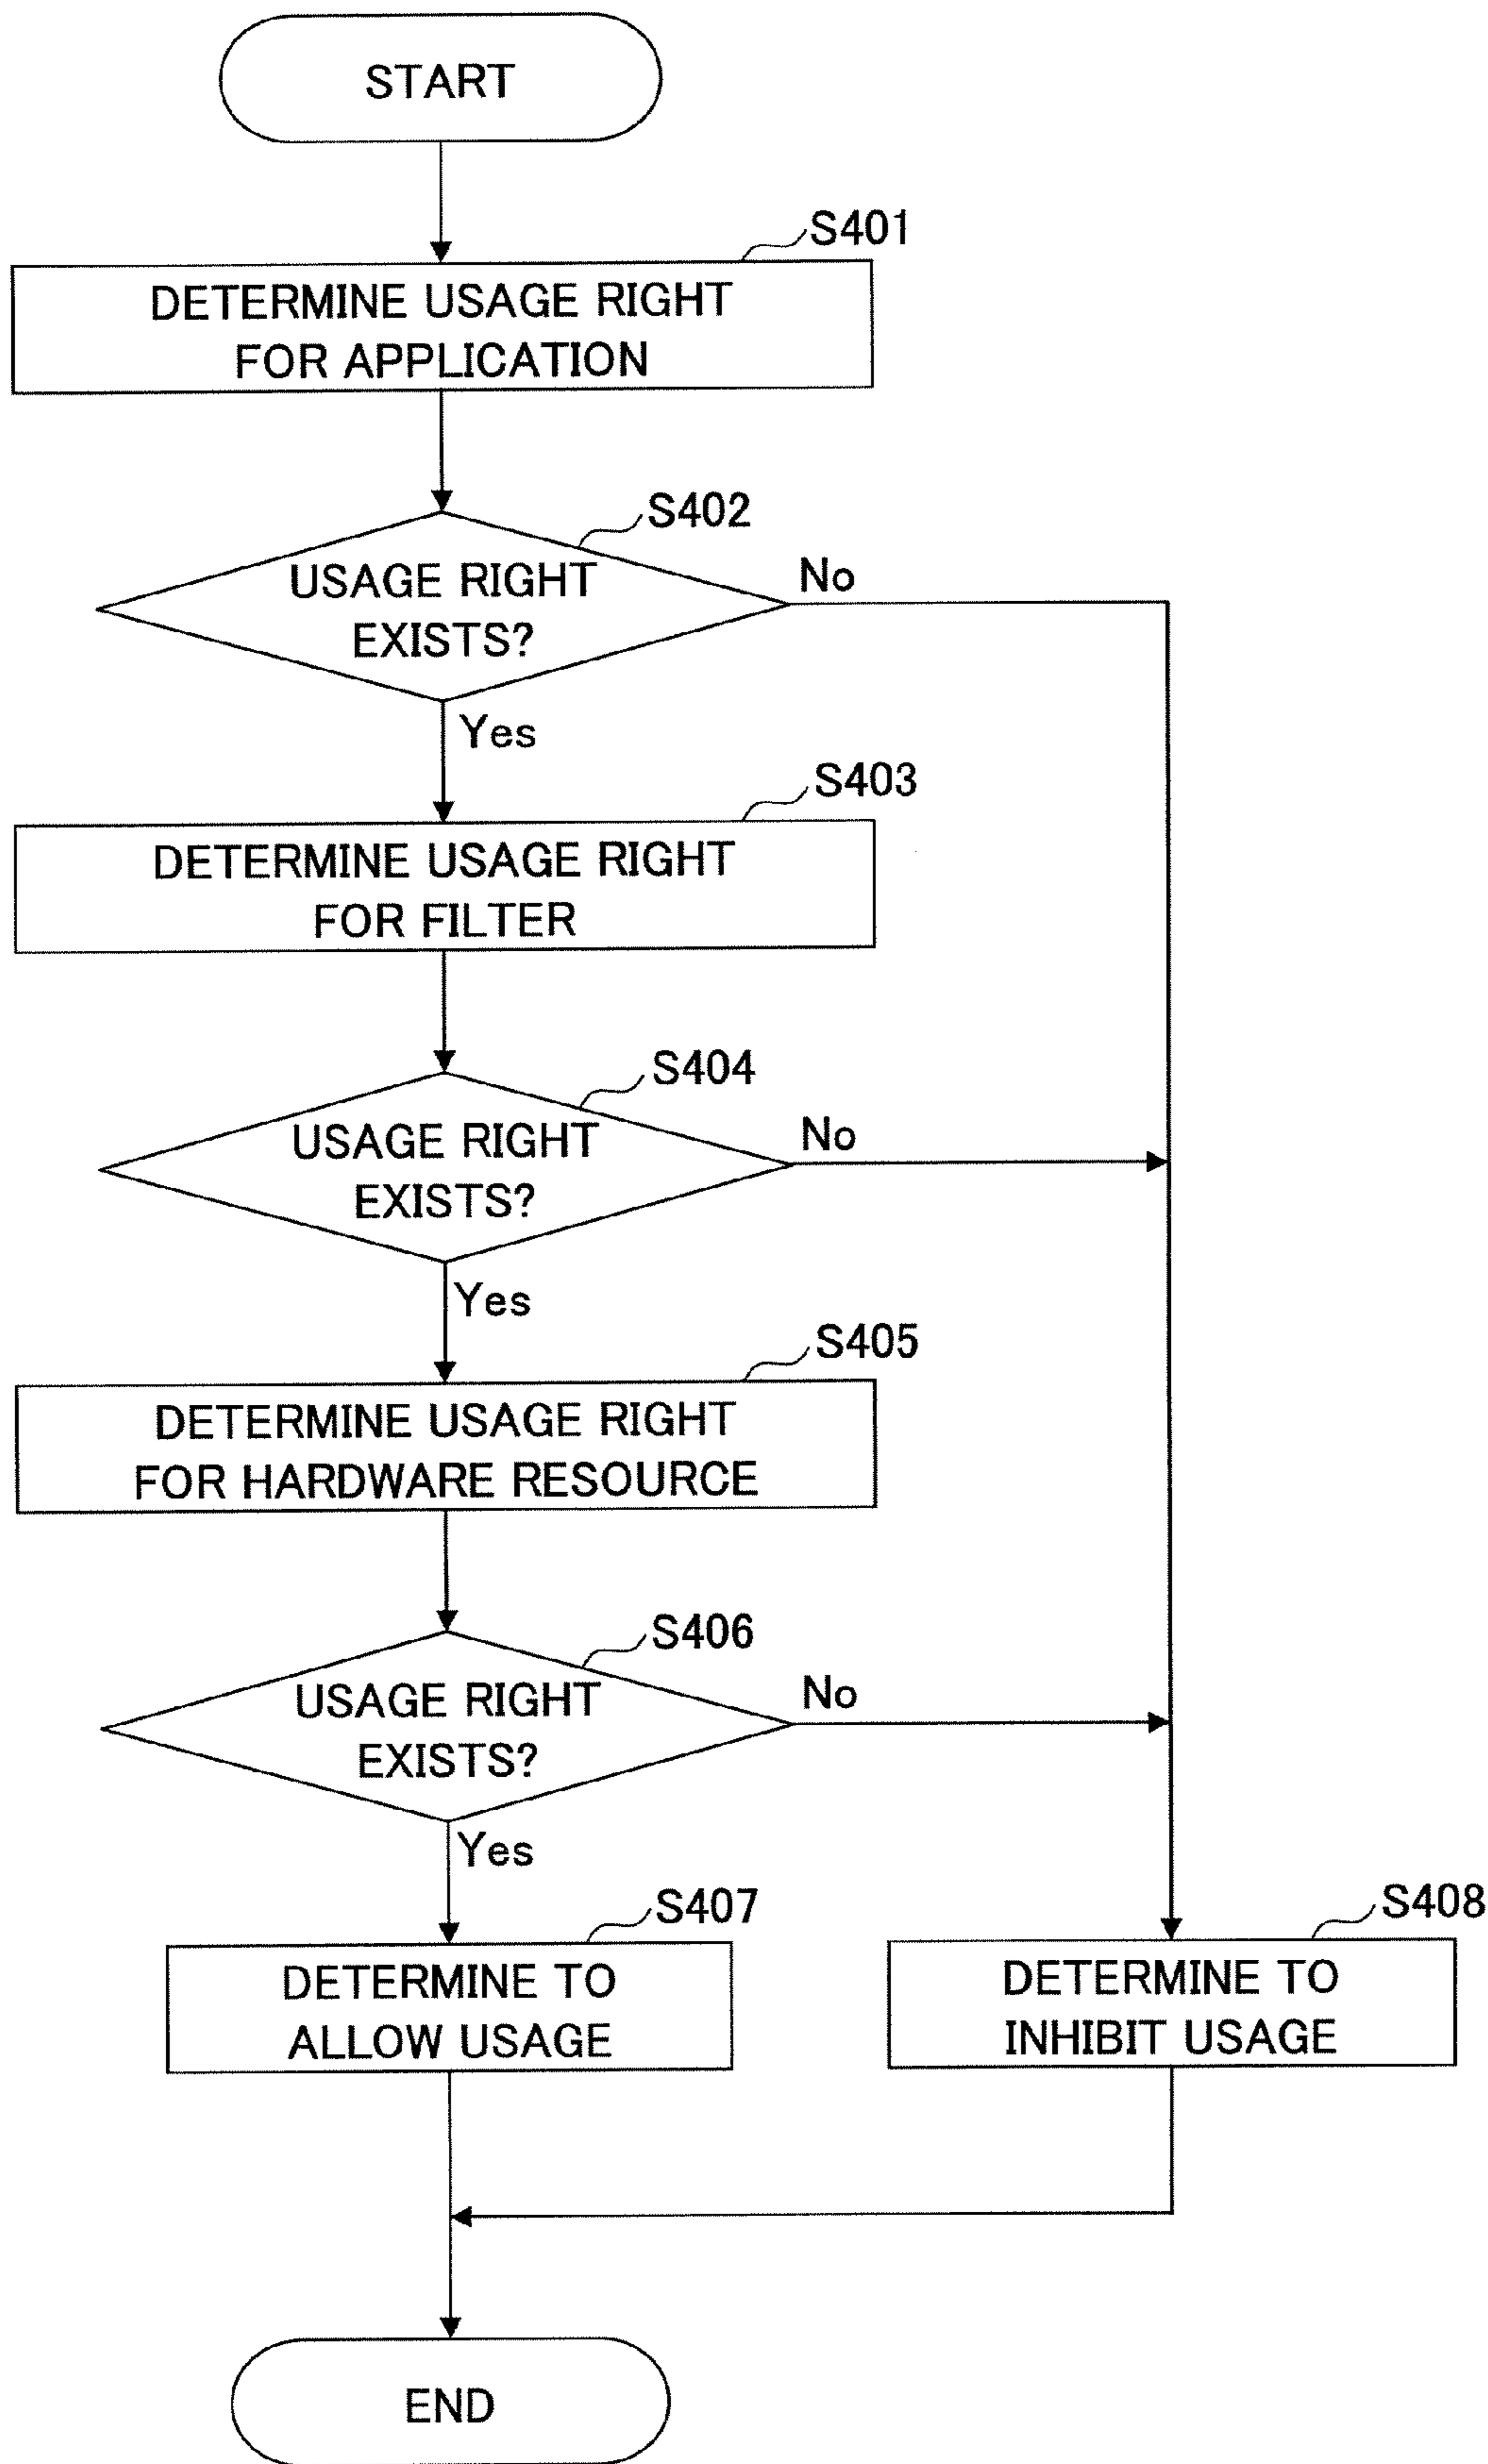 START
S401
DETERMINE USAGE RIGHT
FOR APPLICATION
S402
USAGE RIGHT
EXISTS?
No
Yes
S403
DETERMINE USAGE RIGHT
FOR FILTER
S404
USAGE RIGHT
EXISTS?
No
Yes
S405
DETERMINE USAGE RIGHT
FOR HARDWARE RESOURCE
S406
USAGE RIGHT
EXISTS?
No
Yes
S407
DETERMINE TO
ALLOW USAGE
S408
DETERMINE TO
INHIBIT USAGE
END